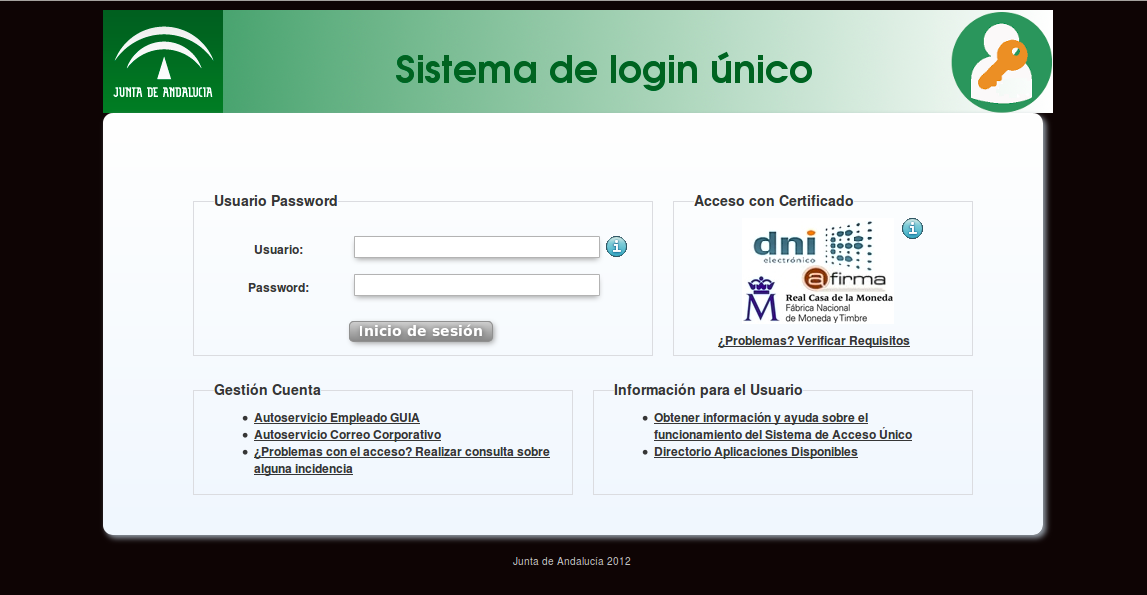 JUNTA DE ANDALUCIA
Sistema de login único
Usuario Password
Usuario:
i
Password:
Inicio de sesión
Acceso con Certificado
i
dni
electrónico
afirma
M
Real Casa de la Moneda
Fábrica Nacional
de Moneda y Timbre
¿Problemas? Verificar Requisitos
Gestión Cuenta
Autoservicio Empleado GUIA
Autoservicio Correo Corporativo
¿Problemas con el acceso? Realizar consulta sobre
alguna incidencia
Información para el Usuario
Obtener información y ayuda sobre el
funcionamiento del Sistema de Acceso Único
Directorio Aplicaciones Disponibles
Junta de Andalucia 2012